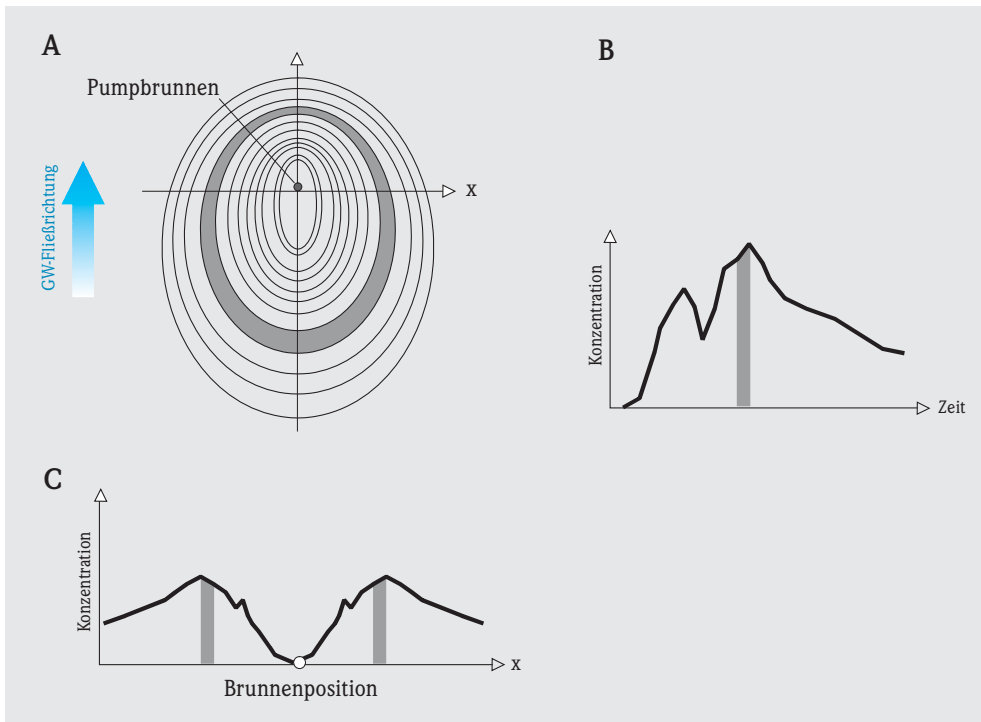 A
Pumpbrunnen
GW-Fließrichtung
x
B
Konzentration
Zeit
C
Konzentration
x
Brunnenposition